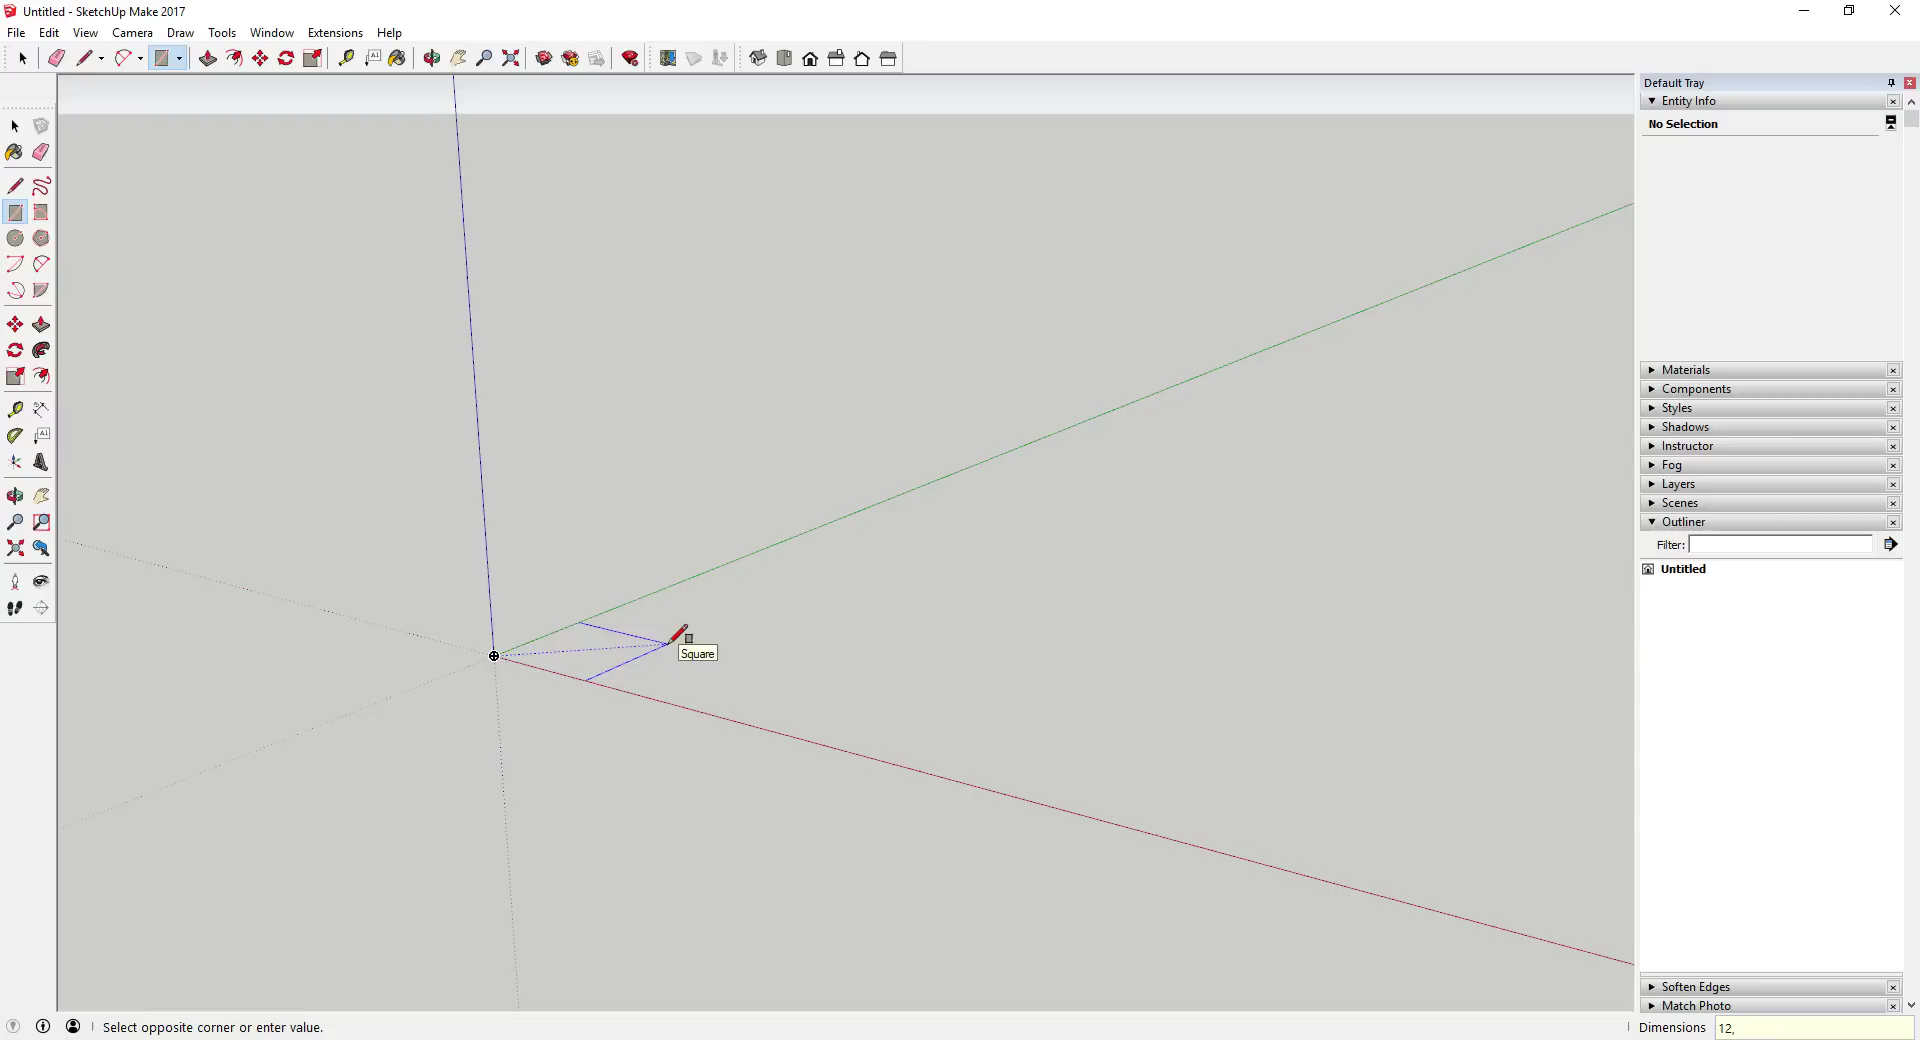 Untitled - SketchUp Make 2017
File Edit View Camera Draw Tools Window Extensions Help
A1
Default Tray
Entity Info
No Selection
A1
Materials
Components
Styles
Shadows
Instructor
Fog
Layers
Scenes
Outliner
Filter:
Untitled
Square
Soften Edges
Match Photo
Select opposite corner or enter value.
Dimensions 12,